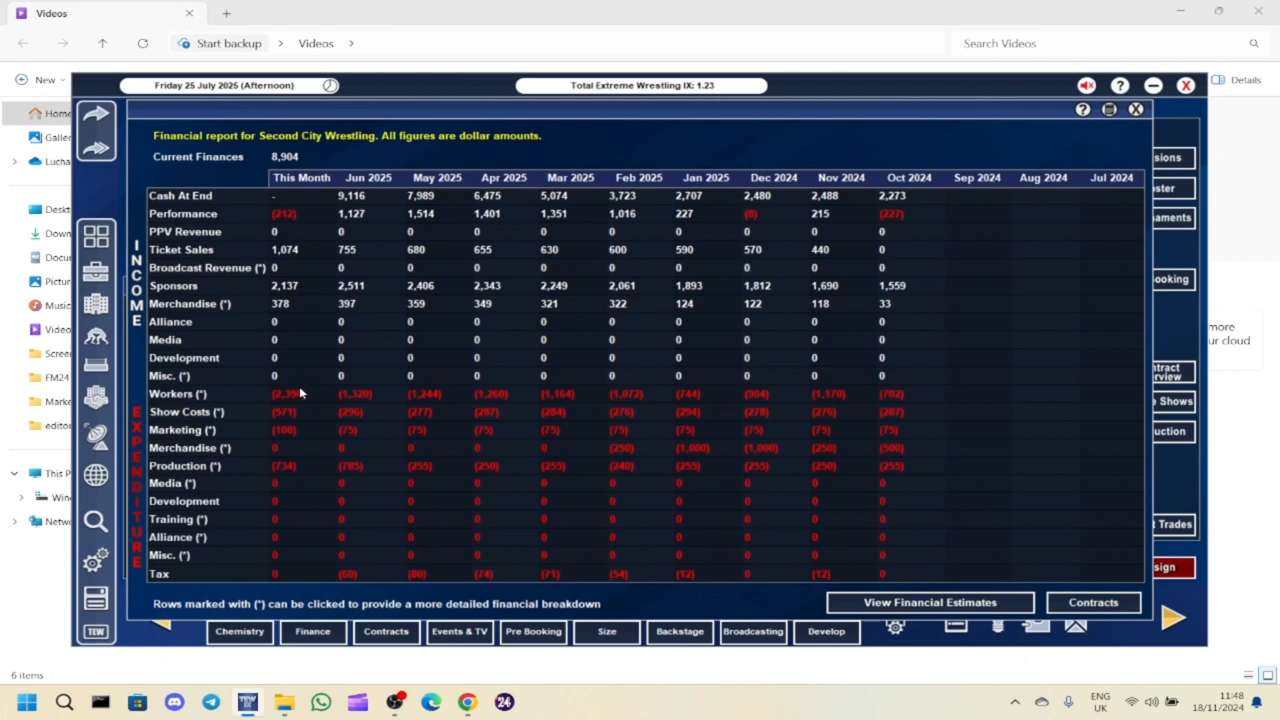 Videos
Start backup > Videos >
Search Videos
New
Details
Friday 25 July 2025 (Afternoon)
Total Extreme Wrestling IX: 1.23
Home
Galler
Lucha
Deskt
Down
Docur
Pictur
Music
Video
Screen
FM24
Marke
editor
This P
Wind
Netwo
Financial report for Second City Wrestling. All figures are dollar amounts.
Current Finances 8,904
This Month Jun 2025 May 2025 Apr 2025 Mar 2025 Feb 2025 Jan 2025 Dec 2024 Nov 2024 Oct 2024 Sep 2024 Aug 2024 Jul 2024
INCOME
Cash At End - 9,116 7,989 6,475 5,074 3,723 2,707 2,480 2,488 2,273
Performance (212) 1,127 1,514 1,401 1,351 1,016 227 (8) 215 (227)
PPV Revenue 0 0 0 0 0 0 0 0 0 0
Ticket Sales 1,074 755 680 655 630 600 590 570 440 0
Broadcast Revenue (*) 0 0 0 0 0 0 0 0 0 0
Sponsors 2,137 2,511 2,406 2,343 2,249 2,061 1,893 1,812 1,690 1,559
Merchandise (*) 378 397 359 349 321 322 124 122 118 33
Alliance 0 0 0 0 0 0 0 0 0 0
Media 0 0 0 0 0 0 0 0 0 0
Development 0 0 0 0 0 0 0 0 0 0
Misc. (*) 0 0 0 0 0 0 0 0 0 0
EXPENDITURE
Workers (*) (1,320) (1,244) (1,260) (1,164) (1,072) (744) (904) (1,170) (702)
Show Costs (*) (571) (296) (277) (287) (284) (276) (294) (278) (276) (287)
Marketing (*) (100) (75) (75) (75) (75) (75) (75) (75) (75) (75)
Merchandise (*) 0 0 0 0 0 (250) (1,000) (1,000) (250) (500)
Production (*) (734) (785) (255) (250) (255) (240) (255) (255) (250) (255)
Media (*) 0 0 0 0 0 0 0 0 0 0
Development 0 0 0 0 0 0 0 0 0 0
Training (*) 0 0 0 0 0 0 0 0 0 0
Alliance (*) 0 0 0 0 0 0 0 0 0 0
Misc. (*) 0 0 0 0 0 0 0 0 0 0
Tax 0 (60) (80) (74) (71) (54) (12) 0 (12) 0
Rows marked with (*) can be clicked to provide a more detailed financial breakdown
View Financial Estimates
Contracts
sions
ster
naments
ooking
tract
rview
e Shows
uction
t Trades
sign
more
ur cloud
TEW
Chemistry
Finance
Contracts
Events & TV
Pre Booking
Size
Backstage
Broadcasting
Develop
6 items
TEW
24
ENG
UK
11:48
18/11/2024